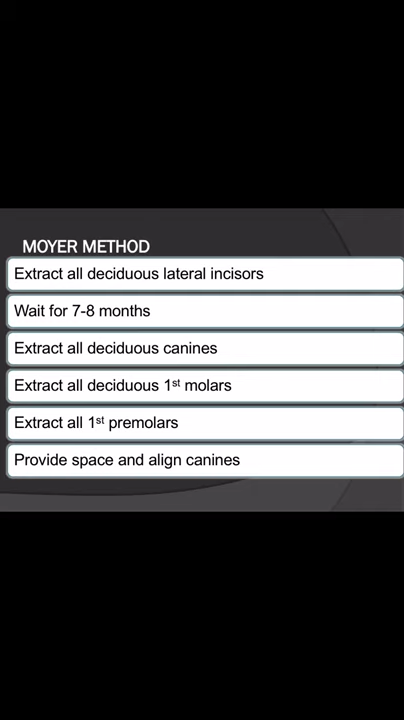 MOYER METHOD
Extract all deciduous lateral incisors
Wait for 7-8 months
Extract all deciduous canines
Extract all deciduous 1st molars
Extract all 1st premolars
Provide space and align canines